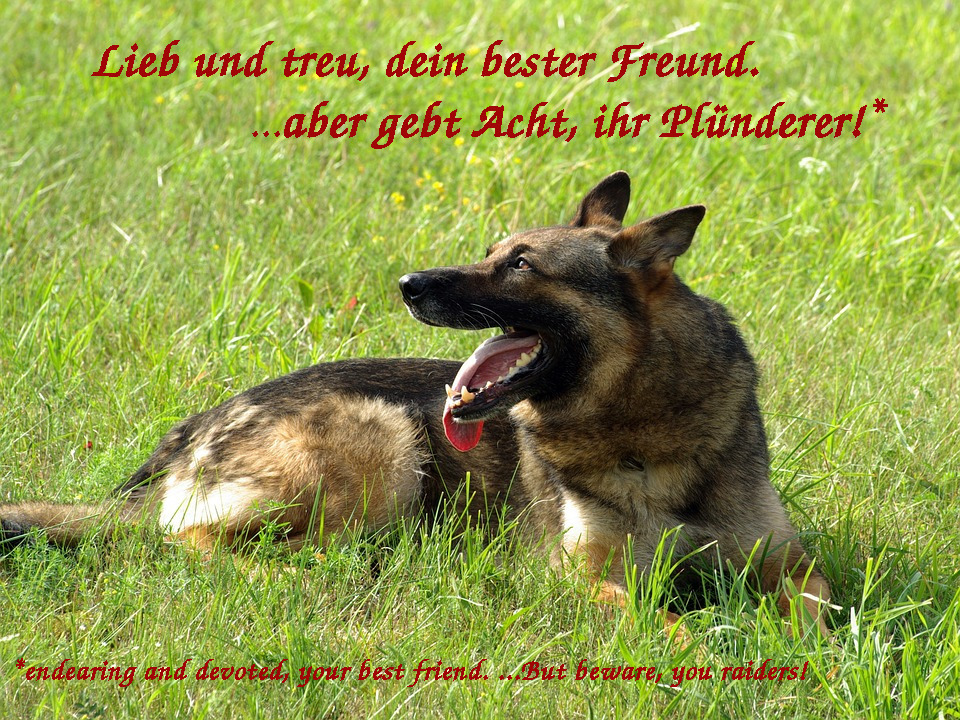 Lieb und treu, dein bester Freund.
...aber gebt Acht, ihr Plünderer!*
*endearing and devoted, your best friend. ...But beware, you raiders!